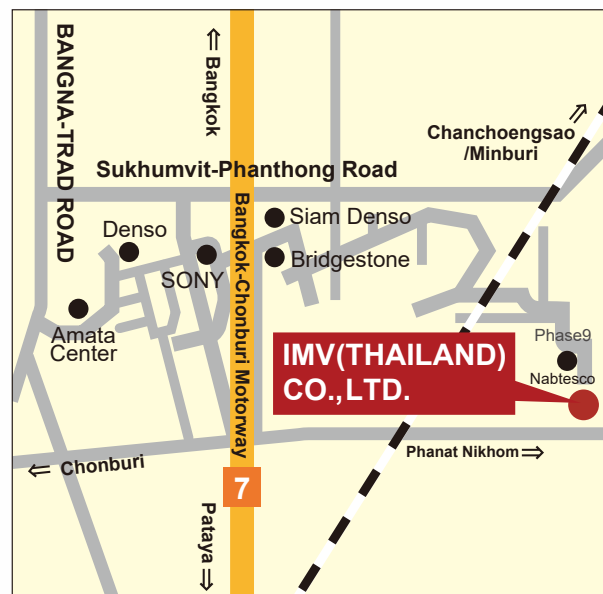 BANGNA-TRAD ROAD
⇐ Bangkok
Chanchoengsao
/Minburi
⇒
Sukhumvit-Phanthong Road
Bangkok-Chonburi Motorway
Siam Denso
Denso
Bridgestone
SONY
Amata
Center
Phase9
Nabtesco
IMV(THAILAND)
CO.,LTD.
⇐ Chonburi
Phanat Nikhom ⇒
7
Pataya ⇒